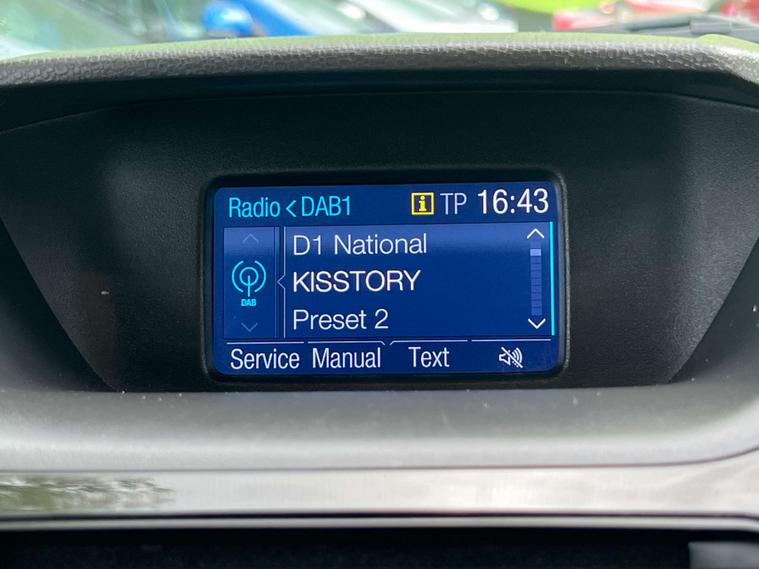 Radio < DAB1 i TP 16:43
D1 National
KISSTORY
DAB
Preset 2
Service Manual Text